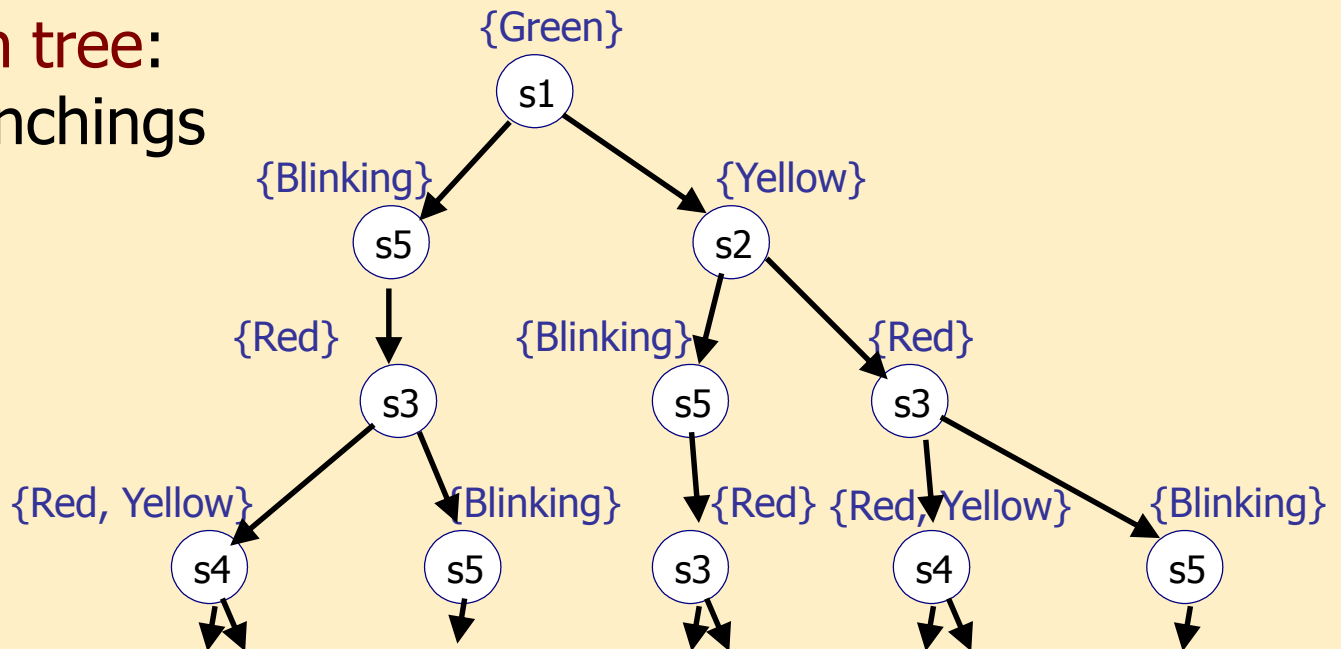 n tree:
nchings
{Green}
s1
{Blinking} {Yellow}
s5 s2
{Red} {Blinking} {Red}
s3 s5 s3
{Red, Yellow} {Blinking} {Red} {Red, Yellow} {Blinking}
s4 s5 s3 s4 s5